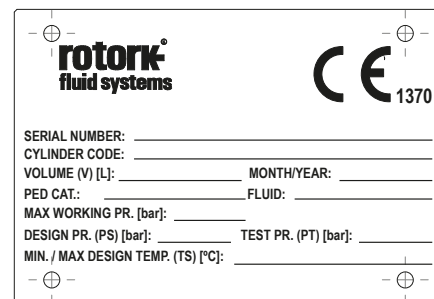 rotork®
fluid systems
CE 1370
SERIAL NUMBER:
CYLINDER CODE:
VOLUME (V) [L]: MONTH/YEAR:
PED CAT.: FLUID:
MAX WORKING PR. [bar]:
DESIGN PR. (PS) [bar]: TEST PR. (PT) [bar]:
MIN. / MAX DESIGN TEMP. (TS) [ºC]: